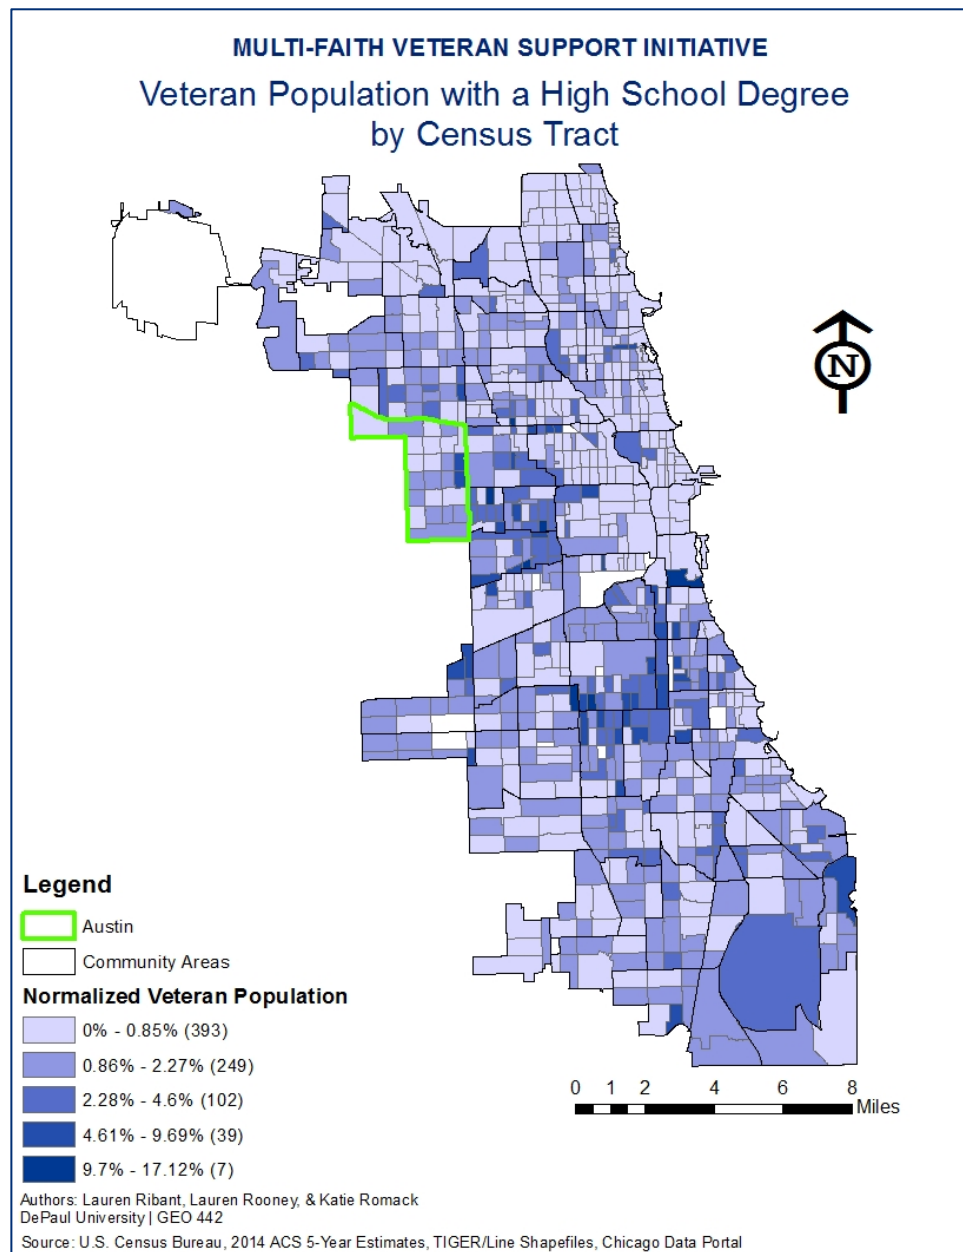 MULTI-FAITH VETERAN SUPPORT INITIATIVE
Veteran Population with a High School Degree
by Census Tract
N
Legend
Austin
Community Areas
Normalized Veteran Population
0% - 0.85% (393)
0.86% - 2.27% (249)
2.28% - 4.6% (102)
4.61% - 9.69% (39)
9.7% - 17.12% (7)
0 1 2 4 6 8
Miles
Authors: Lauren Ribant, Lauren Rooney, & Katie Romack
DePaul University | GEO 442
Source: U.S. Census Bureau, 2014 ACS 5-Year Estimates, TIGER/Line Shapefiles, Chicago Data Portal